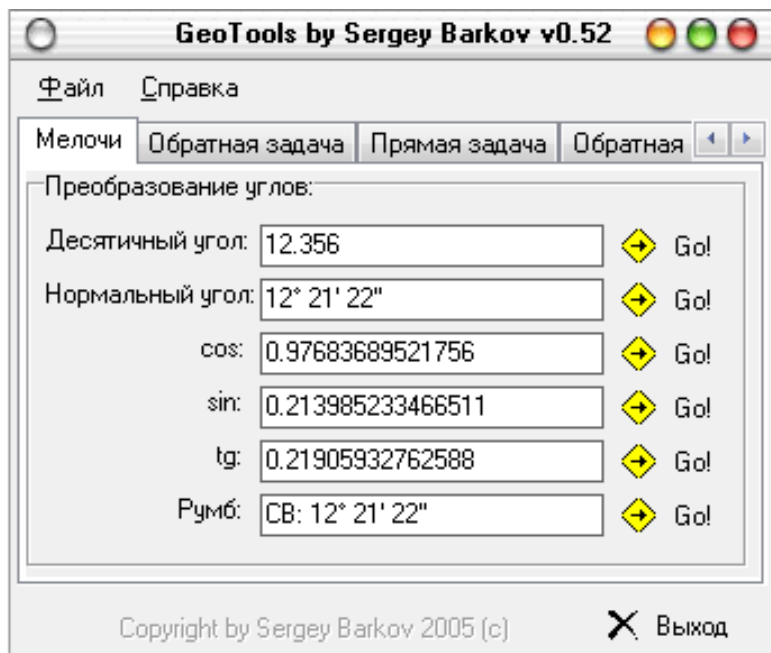 GeoTools by Sergey Barkov v0.52
Файл Справка
Мелочи Обратная задача Прямая задача Обратная
Преобразование углов:
Десятичный угол: 12.356 Go!
Нормальный угол: 12° 21' 22" Go!
cos: 0.97683689521756 Go!
sin: 0.213985233466511 Go!
tg: 0.21905932762588 Go!
Румб: СВ: 12° 21' 22" Go!
Copyright by Sergey Barkov 2005 (c) Выход